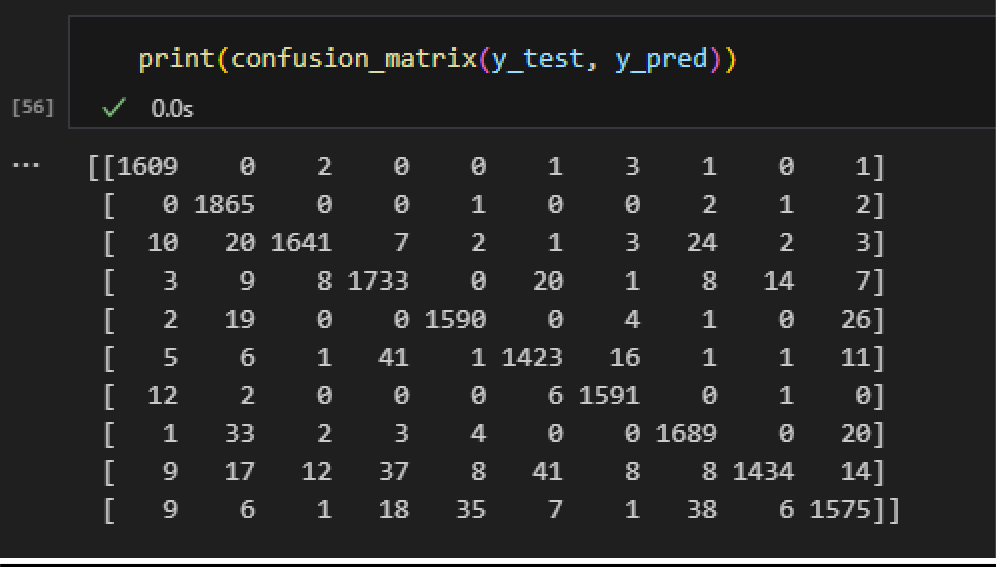 print(confusion_matrix(y_test, y_pred))
[56] 0.0s
... [[1609 0 2 0 0 1 3 1 0 1]
[ 0 1865 0 0 1 0 0 2 1 2]
[ 10 20 1641 7 2 1 3 24 2 3]
[ 3 9 8 1733 0 20 1 8 14 7]
[ 2 19 0 0 1590 0 4 1 0 26]
[ 5 6 1 41 1 1423 16 1 1 11]
[ 12 2 0 0 0 6 1591 0 1 0]
[ 1 33 2 3 4 0 0 1689 0 20]
[ 9 17 12 37 8 41 8 8 1434 14]
[ 9 6 1 18 35 7 1 38 6 1575]]